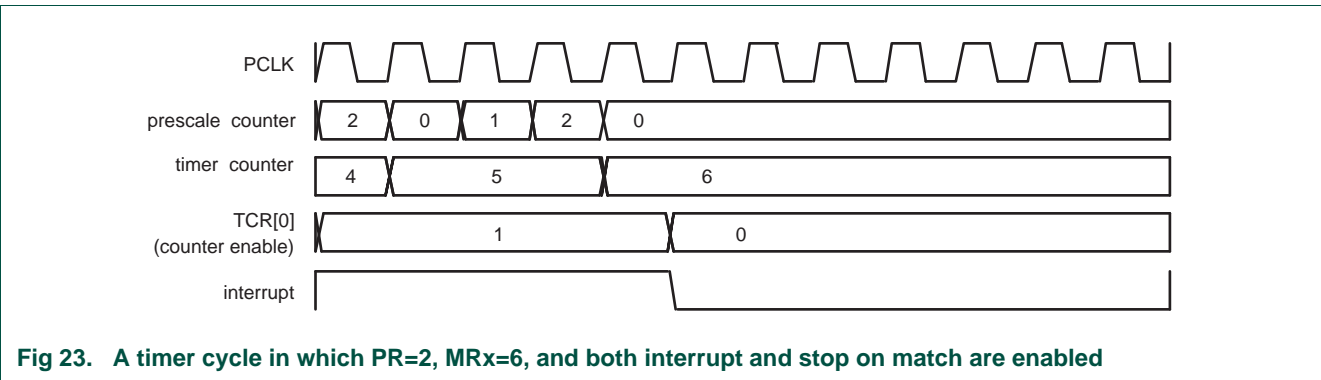 PCLK
prescale counter 2 0 1 2 0
timer counter 4 5 6
TCR[0]
(counter enable) 1 0
interrupt
Fig 23. A timer cycle in which PR=2, MRx=6, and both interrupt and stop on match are enabled